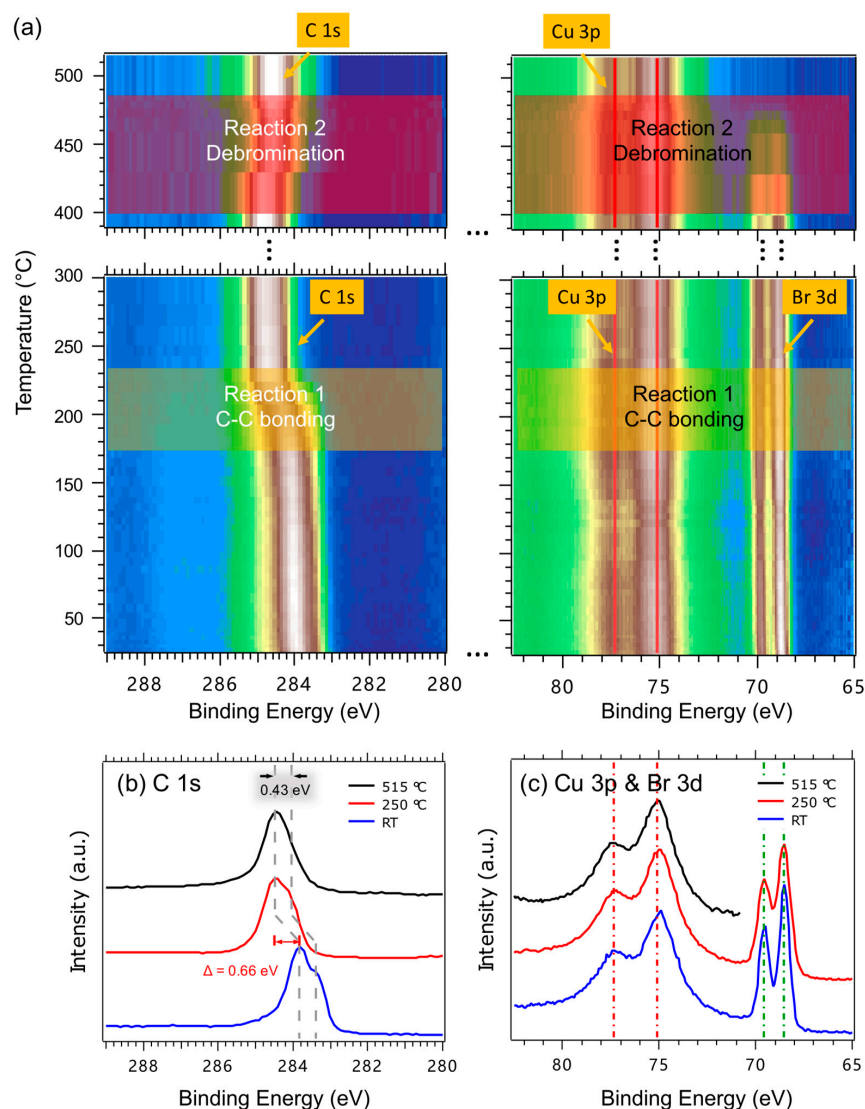 (a)
C 1s
Cu 3p
500
450
400
Reaction 2
Debromination
Reaction 2
Debromination
...
300
250
200
150
100
50
Temperature (°C)
C 1s
Cu 3p
Br 3d
Reaction 1
C-C bonding
Reaction 1
C-C bonding
...
288 286 284 282 280
80 75 70 65
Binding Energy (eV)
Binding Energy (eV)
(b) C 1s
0.43 eV
515 ºC
250 ºC
RT
Δ = 0.66 eV
Intensity (a.u.)
288 286 284 282 280
Binding Energy (eV)
(c) Cu 3p & Br 3d
515 ºC
250 ºC
RT
Intensity (a.u.)
80 75 70 65
Binding Energy (eV)